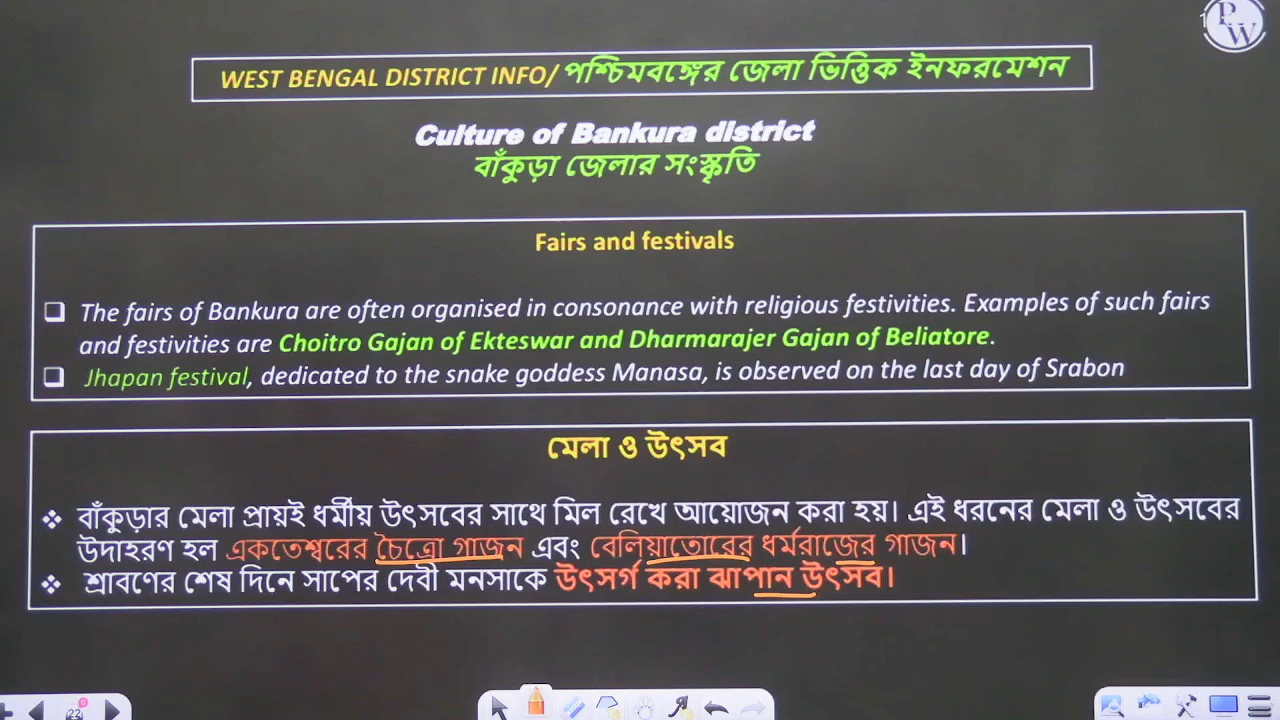 PW
WEST BENGAL DISTRICT INFO/ পশ্চিমবঙ্গের জেলা ভিত্তিক ইনফরমেশন
Culture of Bankura district
বাঁকুড়া জেলার সংস্কৃতি
Fairs and festivals
The fairs of Bankura are often organised in consonance with religious festivities. Examples of such fairs
and festivities are Choitro Gajan of Ekteswar and Dharmarajer Gajan of Beliatore.
Jhapan festival, dedicated to the snake goddess Manasa, is observed on the last day of Srabon
মেলা ও উৎসব
বাঁকুড়ার মেলা প্রায়ই ধর্মীয় উৎসবের সাথে মিল রেখে আয়োজন করা হয়। এই ধরনের মেলা ও উৎসবের
উদাহরণ হল একতেশ্বরের চৈত্রো গাজন এবং বেলিয়াতোরের ধর্মরাজের গাজন।
শ্রাবণের শেষ দিনে সাপের দেবী মনসাকে উৎসর্গ করা ঝাপান উৎসব।
22